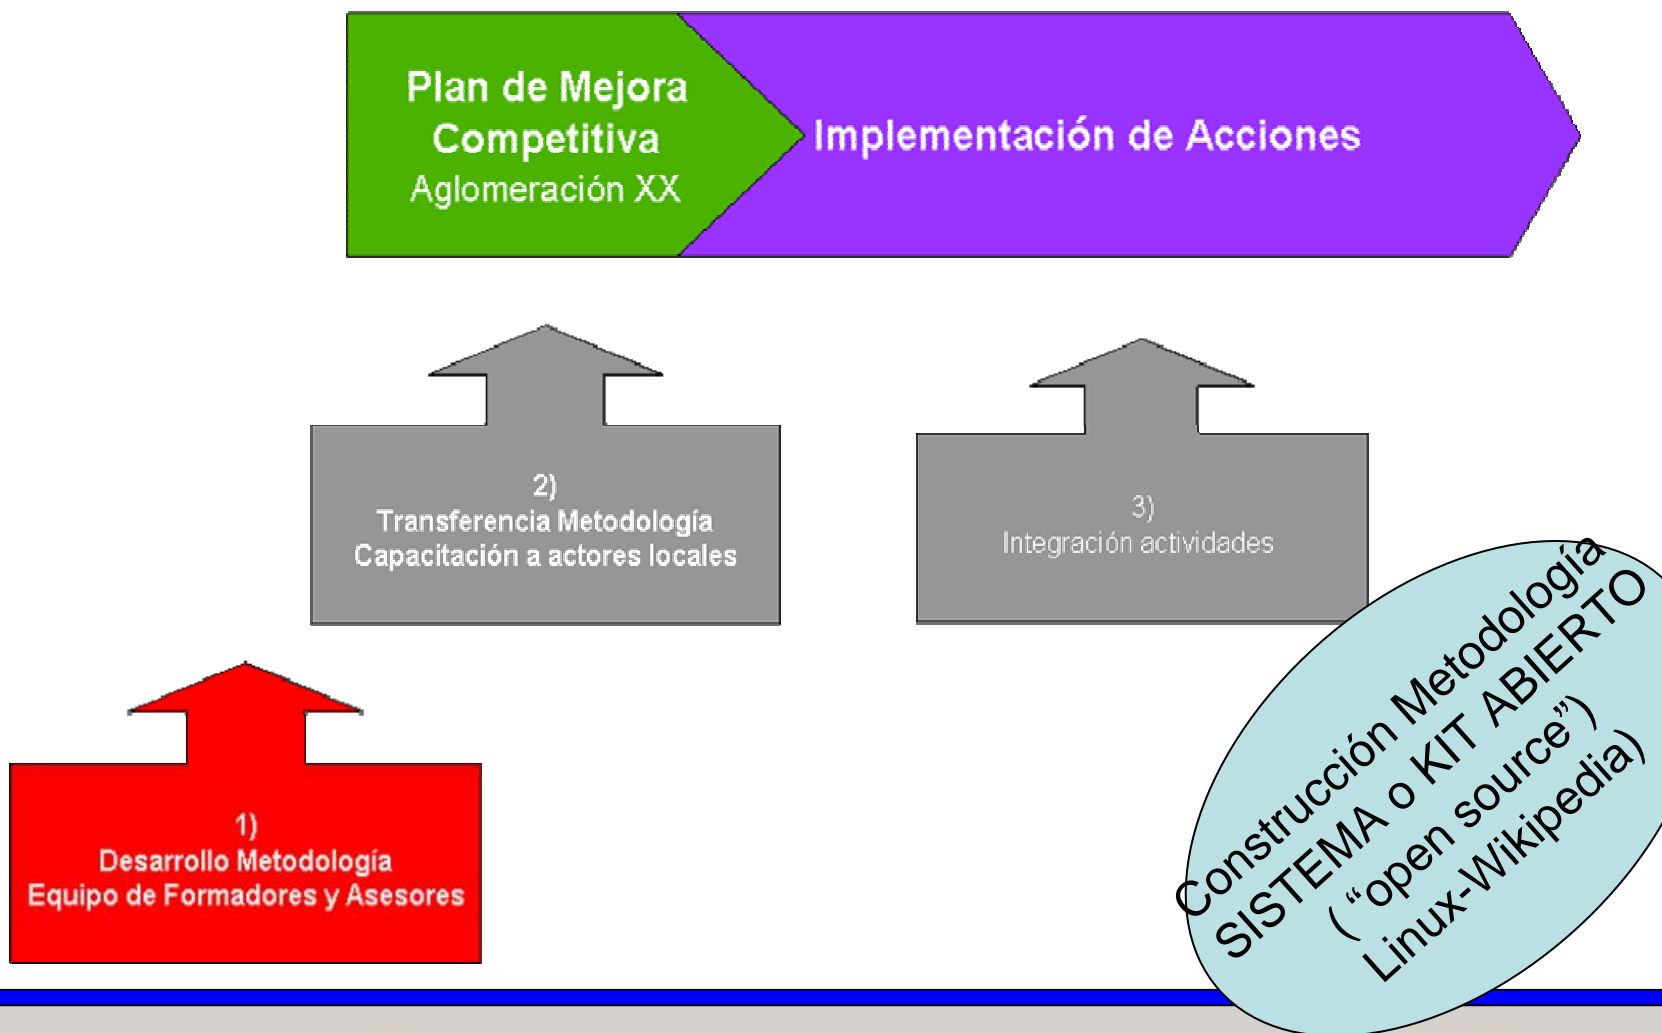 Plan de Mejora
Competitiva
Aglomeración XX
Implementación de Acciones
2)
Transferencia Metodología
Capacitación a actores locales
3)
Integración actividades
1)
Desarrollo Metodología
Equipo de Formadores y Asesores
Construcción Metodología
SISTEMA o KIT ABIERTO
( “open source”)
Linux-Wikipedia)